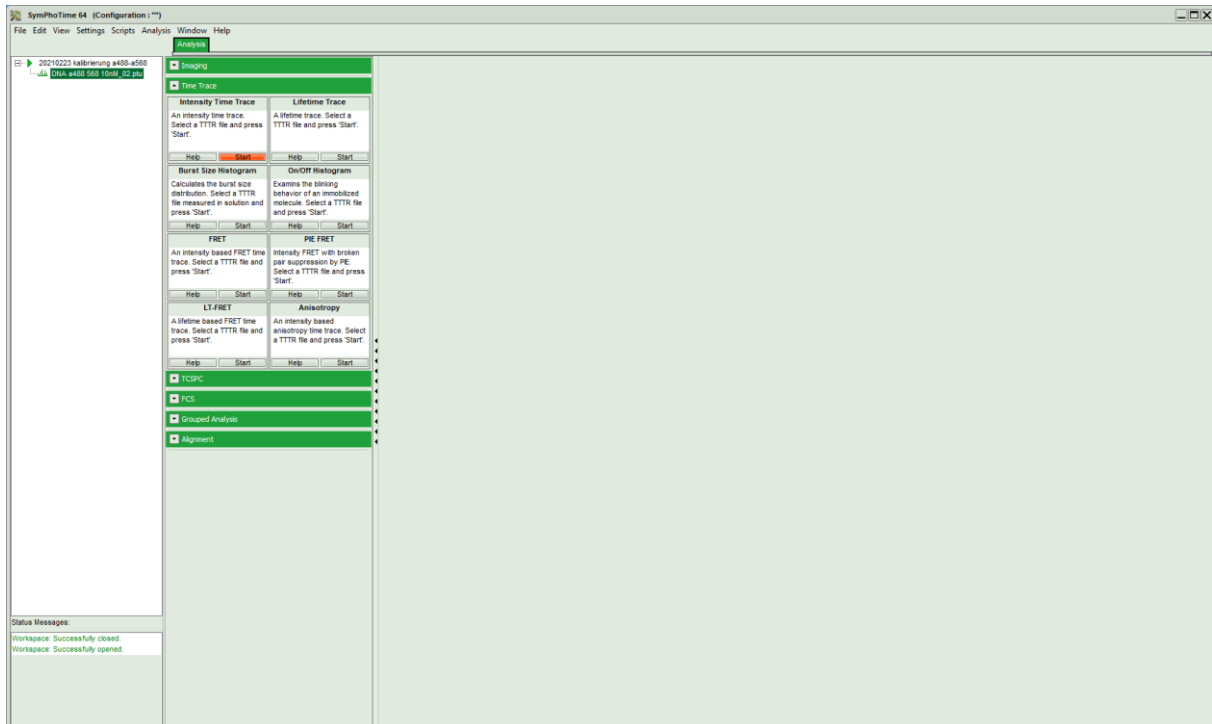 SymPhoTime 64 (Configuration : "")
File Edit View Settings Scripts Analysis Window Help
Analysis
20210223 kalibrierung a488-a568
DNA a488 568 10nM_02.ptu
Imaging
Time Trace
Intensity Time Trace
An intensity time trace.
Select a TTTR file and press
'Start'.
Help Start
Lifetime Trace
A lifetime trace. Select a
TTTR file and press 'Start'.
Help Start
Burst Size Histogram
Calculates the burst size
distribution. Select a TTTR
file measured in solution and
press 'Start'.
Help Start
On/Off Histogram
Examins the blinking
behavior of an immobilized
molecule. Select a TTTR file
and press 'Start'.
Help Start
FRET
An intensity based FRET time
trace. Select a TTTR file and
press 'Start'.
Help Start
PIE FRET
Intensity FRET with broken
pair suppression by PIE.
Select a TTTR file and press
'Start'.
Help Start
LT-FRET
A lifetime based FRET time
trace. Select a TTTR file and
press 'Start'.
Help Start
Anisotropy
An intensity based
anisotropy time trace. Select
a TTTR file and press 'Start'.
Help Start
TCSPC
FCS
Grouped Analysis
Alignment
Status Messages:
Workspace: Successfully closed.
Workspace: Successfully opened.